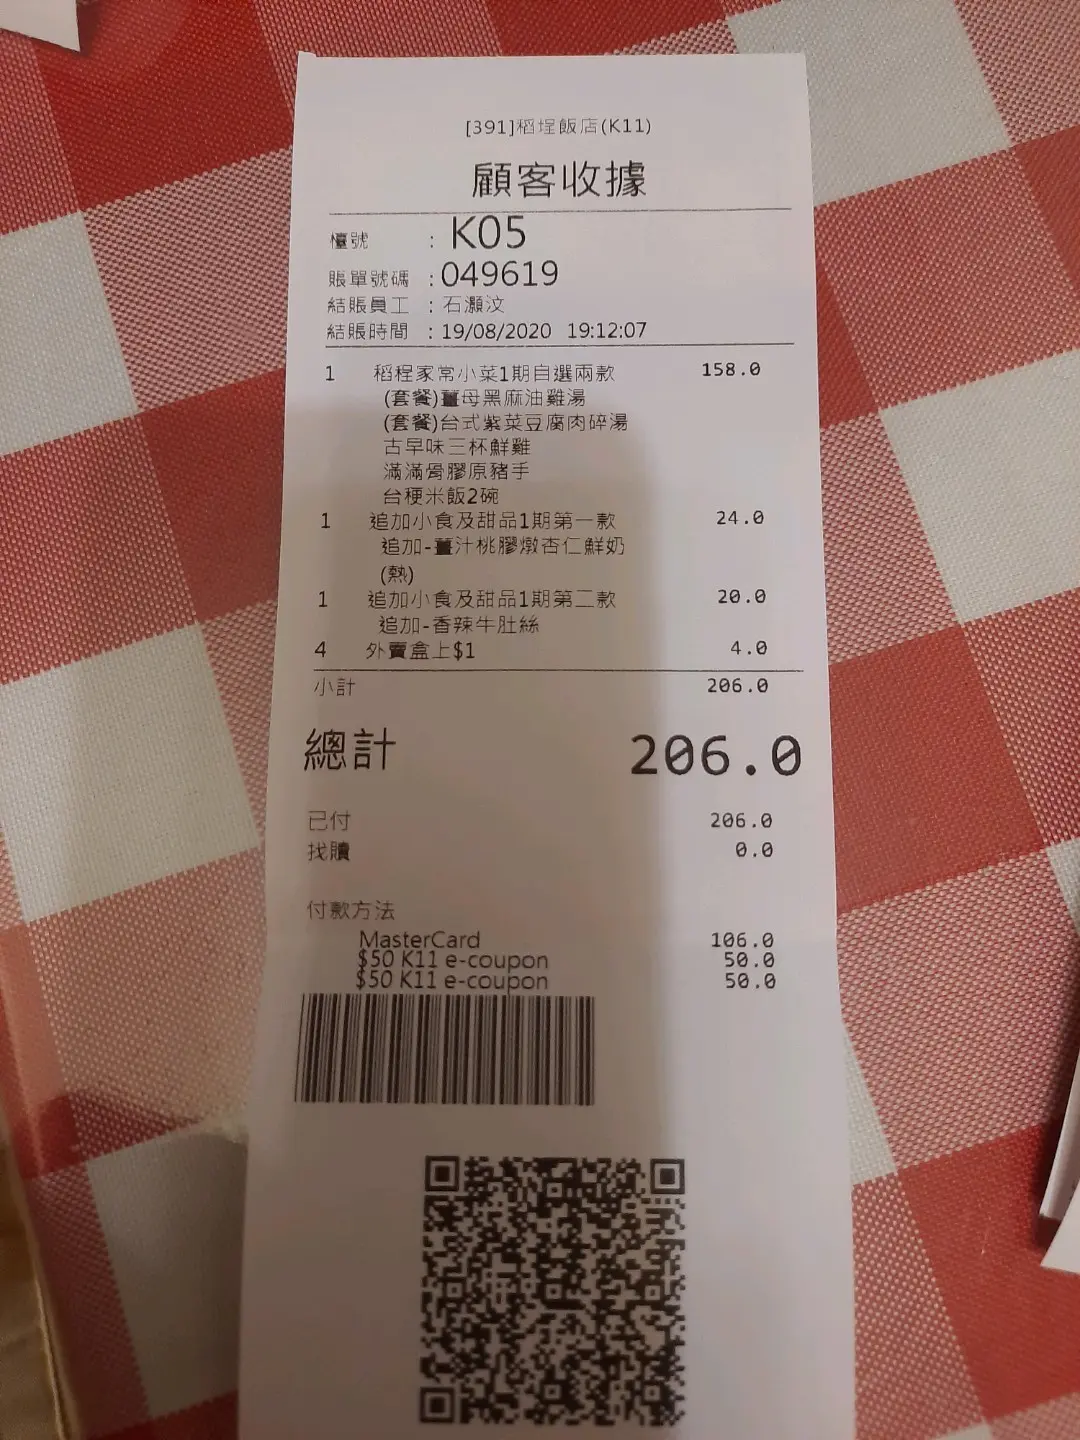 [391]稻埕飯店(K11)
顧客收據
檯號 : K05
賬單號碼 : 049619
結賬員工 : 石灝汶
結賬時間 : 19/08/2020 19:12:07
1 稻程家常小菜1期自選兩款 158.0
(套餐)薑母黑麻油雞湯
(套餐)台式紫菜豆腐肉碎湯
古早味三杯鮮雞
滿滿骨膠原豬手
台稉米飯2碗
1 追加小食及甜品1期第一款 24.0
追加-薑汁桃膠燉杏仁鮮奶
(熱)
1 追加小食及甜品1期第二款 20.0
追加-香辣牛肚絲
4 外賣盒上$1 4.0
小計 206.0
總計 206.0
已付 206.0
找贖 0.0
付款方法
MasterCard 106.0
$50 K11 e-coupon 50.0
$50 K11 e-coupon 50.0